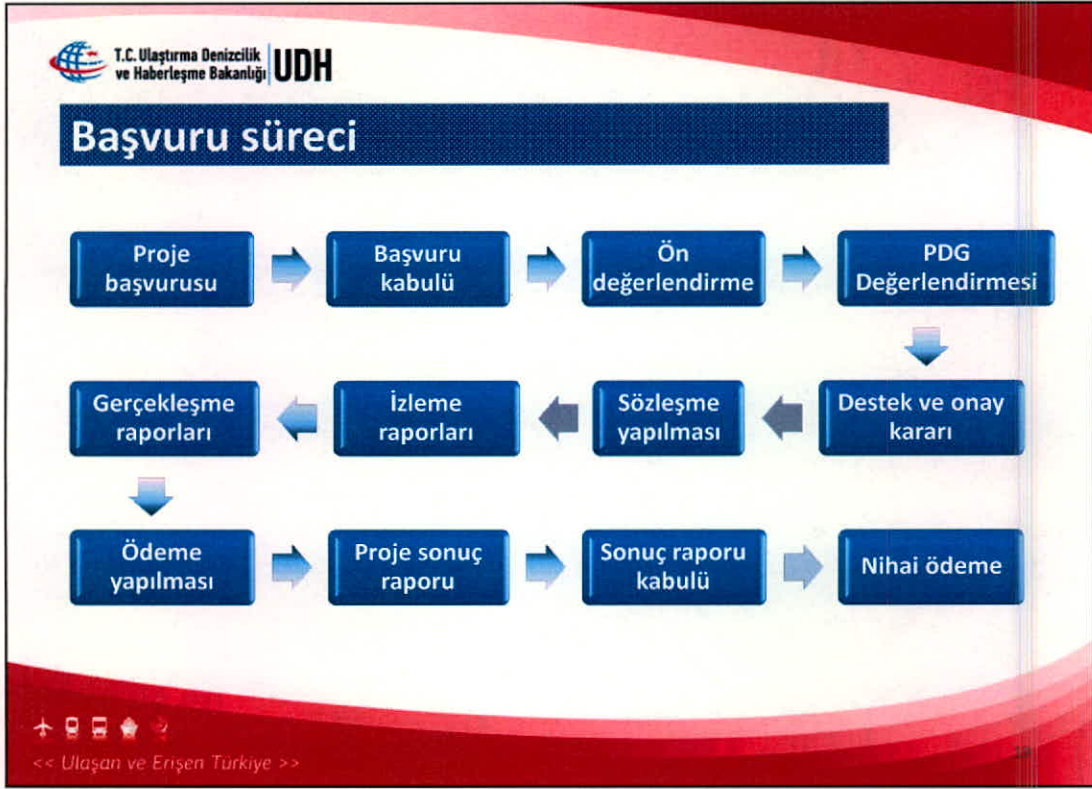 T.C. Ulaştırma Denizcilik
ve Haberleşme Bakanlığı
UDH
Başvuru süreci
Proje
başvurusu
Başvuru
kabulü
Ön
değerlendirme
PDG
Değerlendirmesi
Gerçekleşme
raporları
İzleme
raporları
Sözleşme
yapılması
Destek ve onay
kararı
Ödeme
yapılması
Proje sonuç
raporu
Sonuç raporu
kabulü
Nihai ödeme
<< Ulaşan ve Erişen Türkiye >>